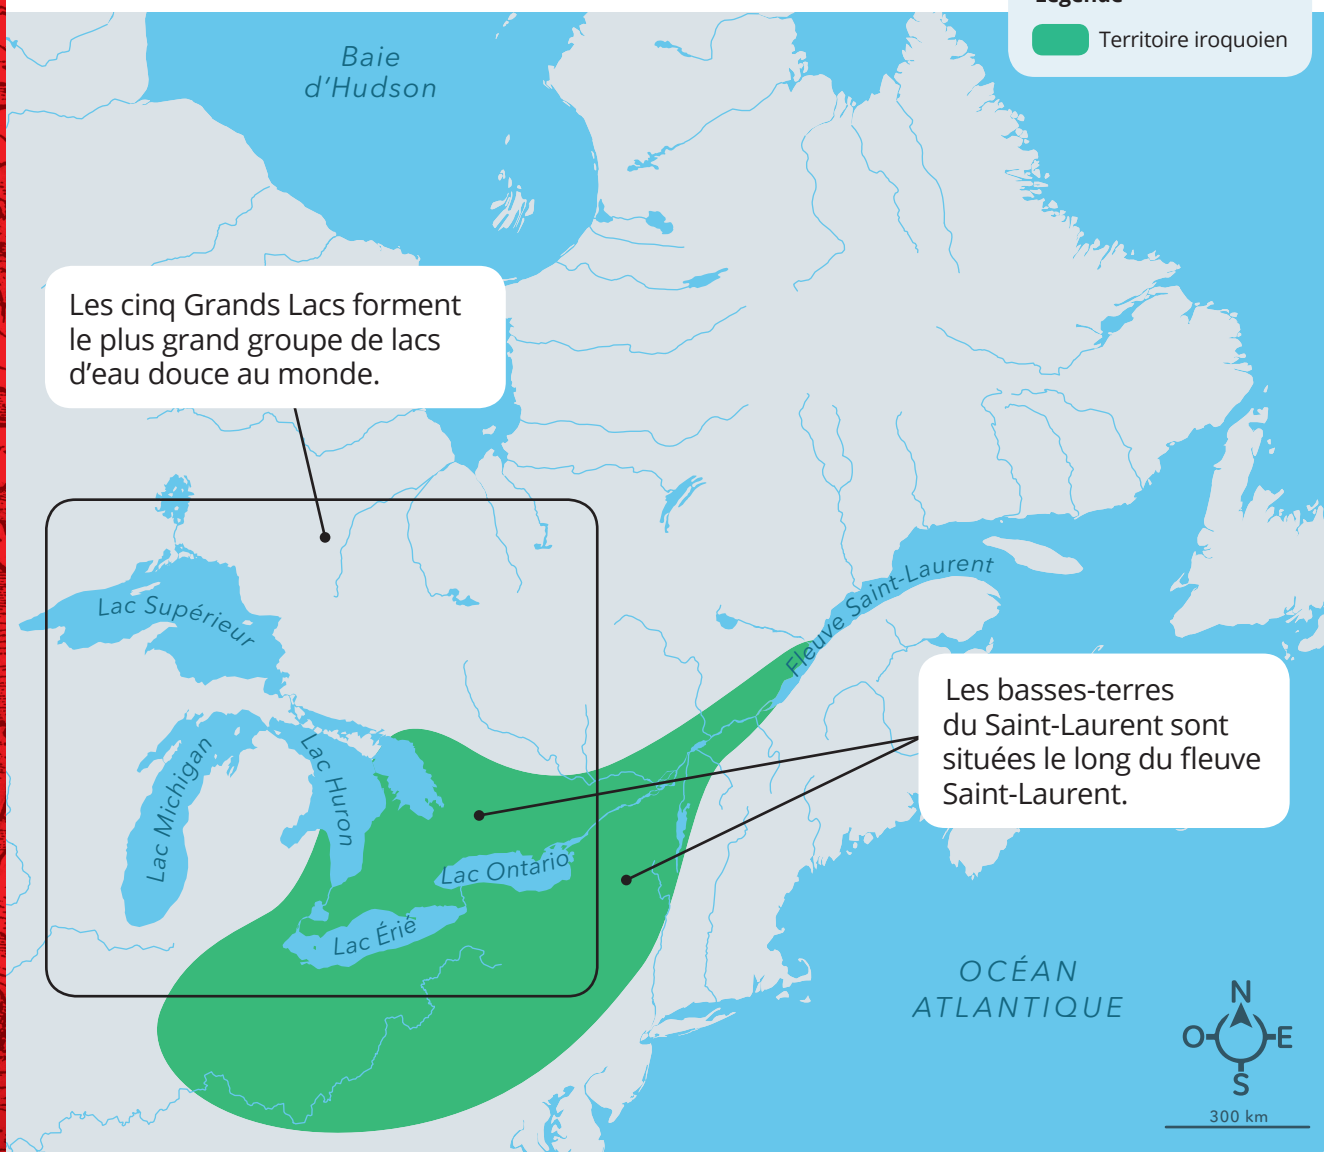 Légende
Territoire iroquoien
Baie
d'Hudson
Les cinq Grands Lacs forment
le plus grand groupe de lacs
d'eau douce au monde.
Fleuve Saint-Laurent
Lac Supérieur
Les basses-terres
du Saint-Laurent sont
situées le long du fleuve
Saint-Laurent.
Lac Michigan
Lac Huron
Lac Ontario
Lac Érié
OCÉAN
ATLANTIQUE
N
O
E
S
300 km